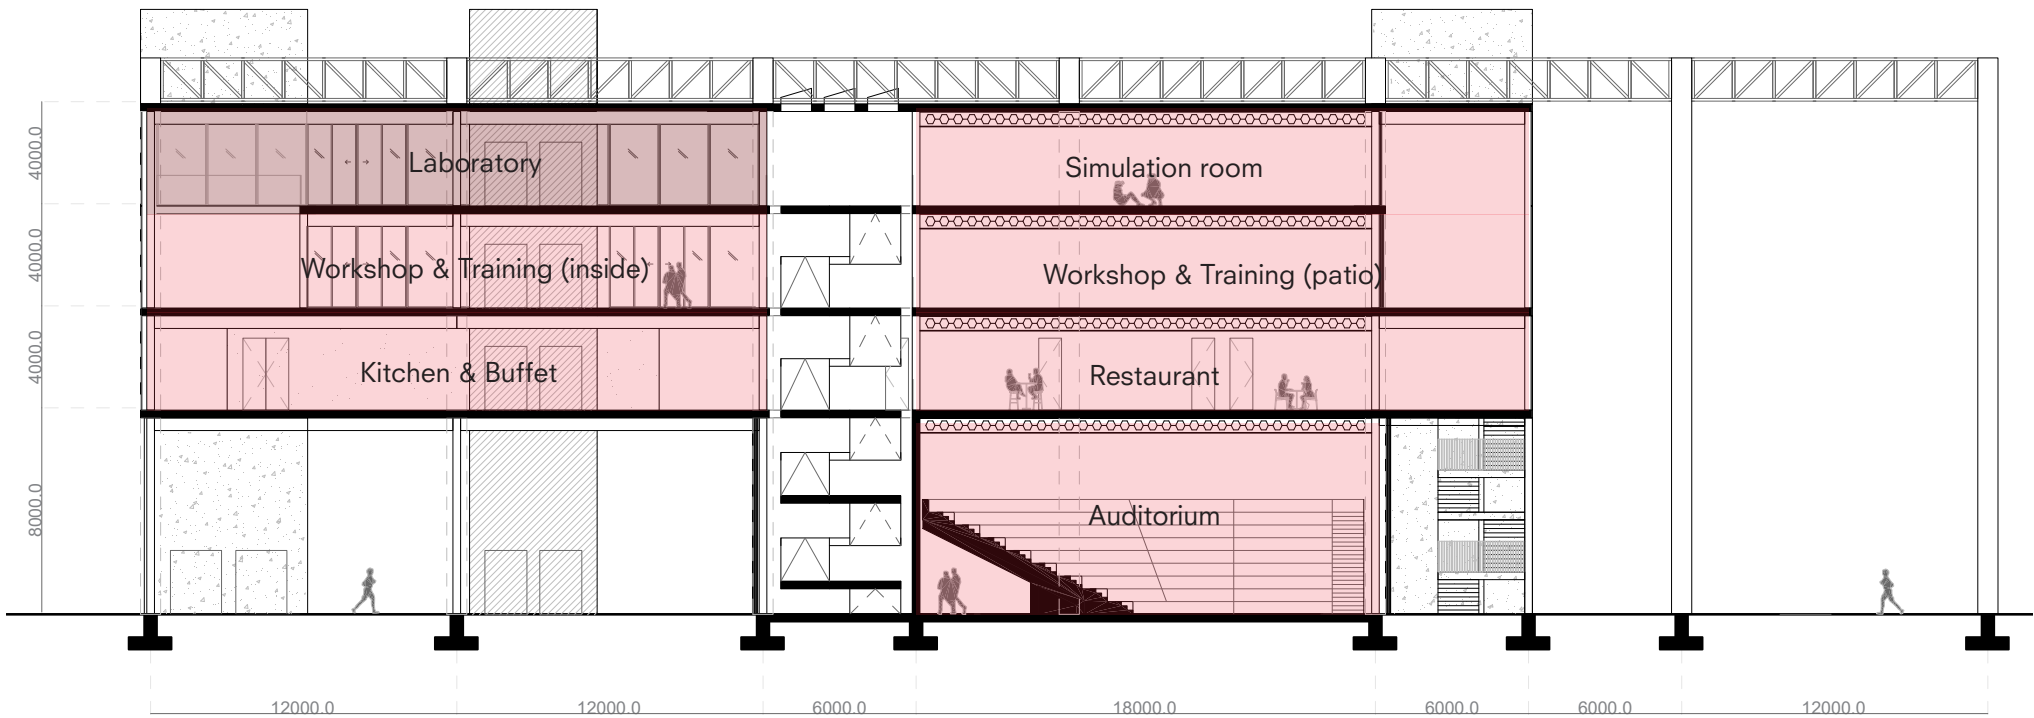 4000.0
Laboratory
Simulation room
4000.0
Workshop & Training (inside)
Workshop & Training (patio)
4000.0
Kitchen & Buffet
Restaurant
8000.0
Auditorium
12000.0
12000.0
6000.0
18000.0
6000.0
6000.0
12000.0